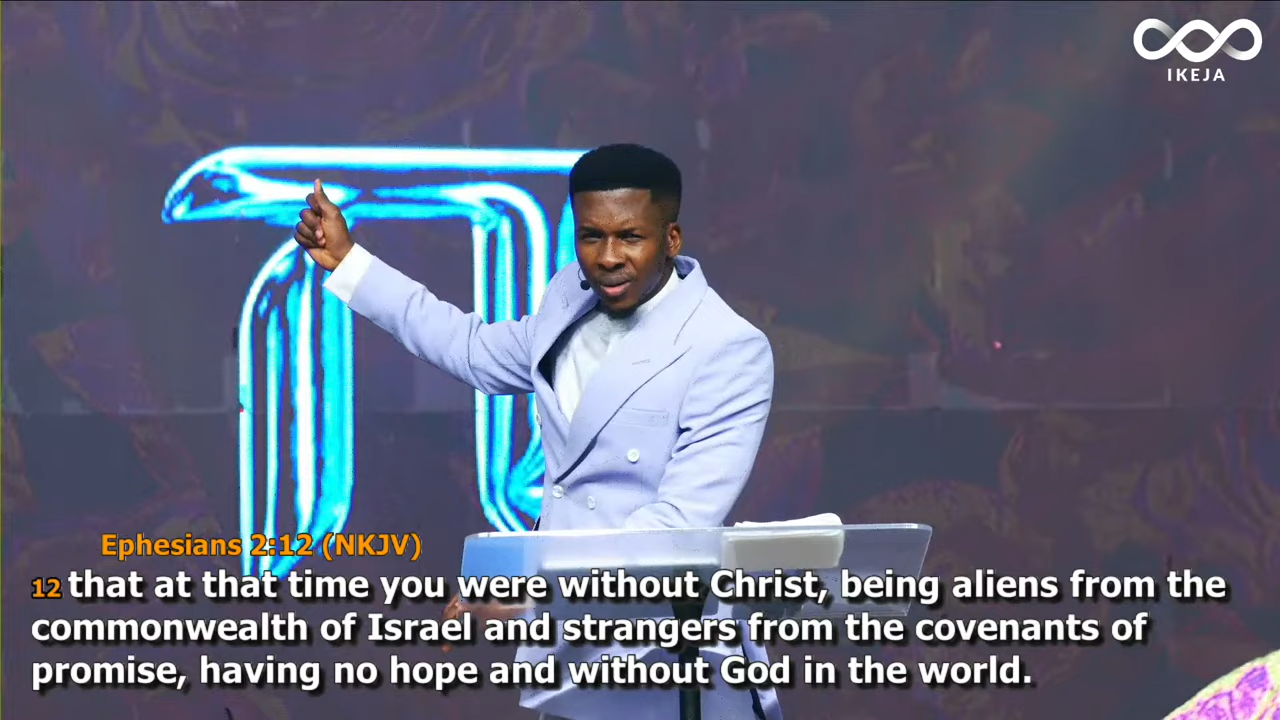 IKEJA
Ephesians 2:12 (NKJV)
12 that at that time you were without Christ, being aliens from the
commonwealth of Israel and strangers from the covenants of
promise, having no hope and without God in the world.